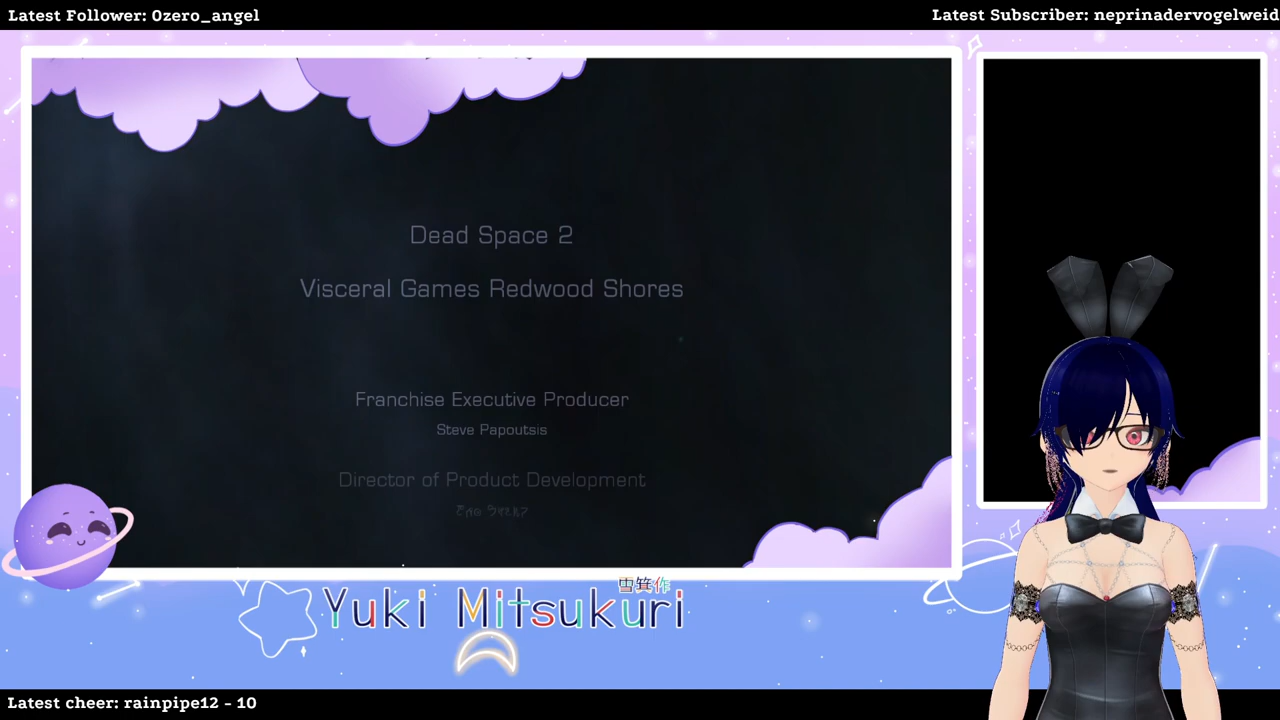 Latest Follower: 0zero_angel
Latest Subscriber: neprinadervogelweid
Dead Space 2
Visceral Games Redwood Shores
Franchise Executive Producer
Steve Papoutsis
Director of Product Development
雪箕作
Yuki Mitsukuri
Latest cheer: rainpipe12 - 10